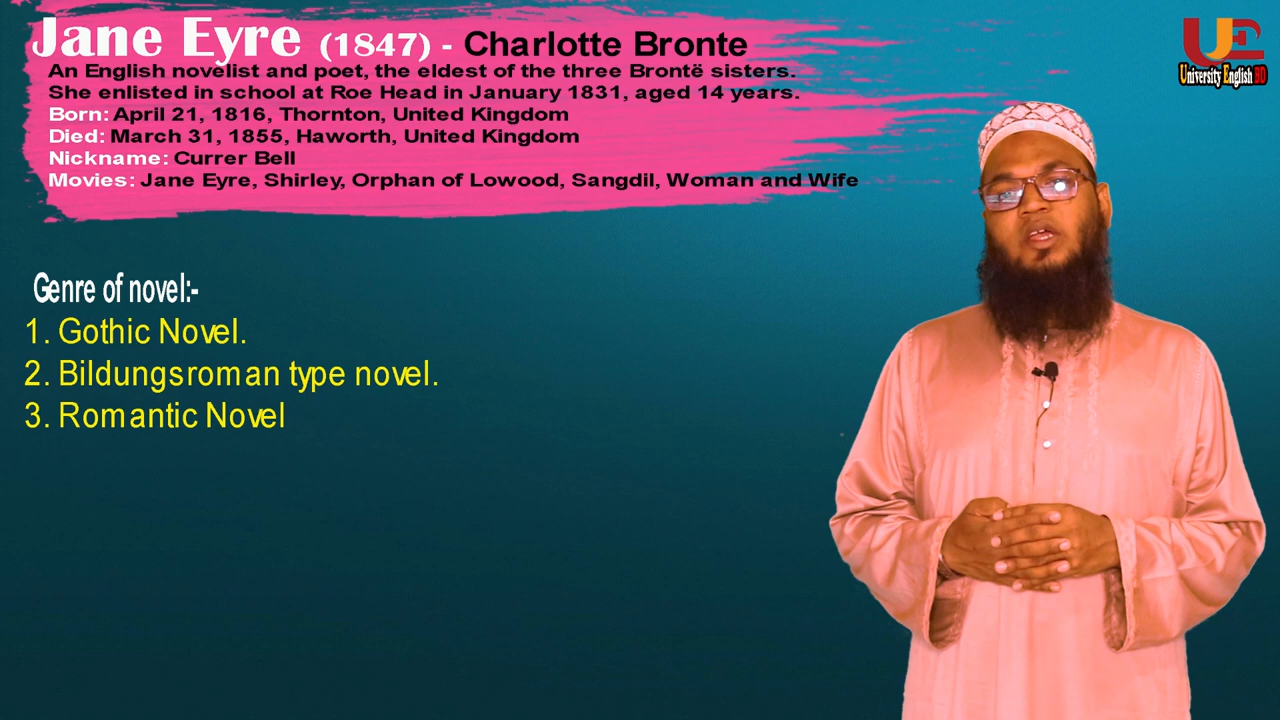 Jane Eyre (1847) - Charlotte Bronte
An English novelist and poet, the eldest of the three Brontë sisters.
She enlisted in school at Roe Head in January 1831, aged 14 years.
Born: April 21, 1816, Thornton, United Kingdom
Died: March 31, 1855, Haworth, United Kingdom
Nickname: Currer Bell
Movies: Jane Eyre, Shirley, Orphan of Lowood, Sangdil, Woman and Wife
UE
University English BD
Genre of novel:-
1. Gothic Novel.
2. Bildungsroman type novel.
3. Romantic Novel